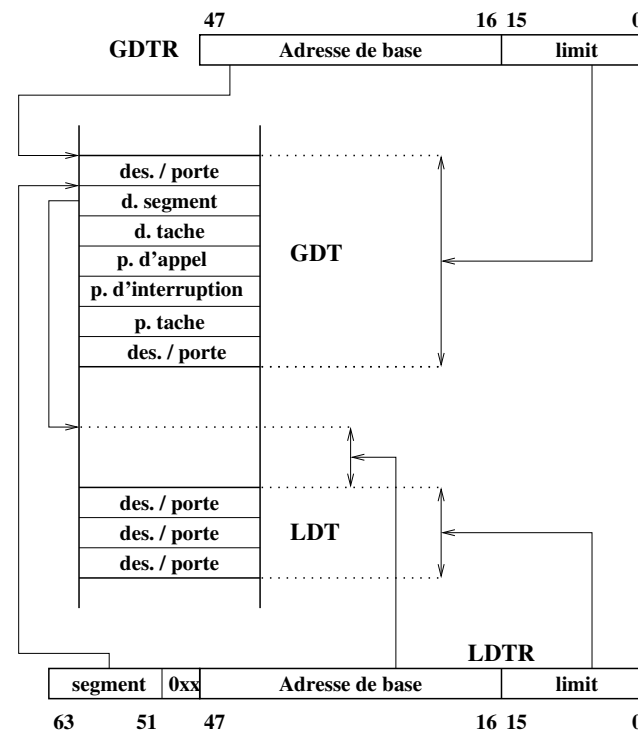 47 16 15 0
GDTR Adresse de base limit
des. / porte
d. segment
d. tache
p. d'appel
GDT
p. d'interruption
p. tache
des. / porte
des. / porte
des. / porte
LDT
des. / porte
LDTR
segment 0xx Adresse de base limit
63 51 47 16 15 0